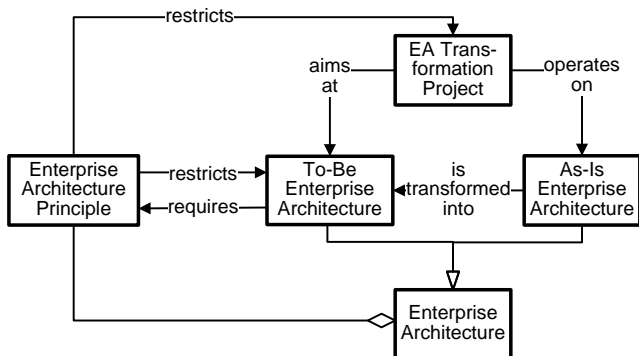 restricts
EA Trans-
formation
Project
aims
at
operates
on
Enterprise
Architecture
Principle
restricts
requires
To-Be
Enterprise
Architecture
is
transformed
into
As-Is
Enterprise
Architecture
Enterprise
Architecture